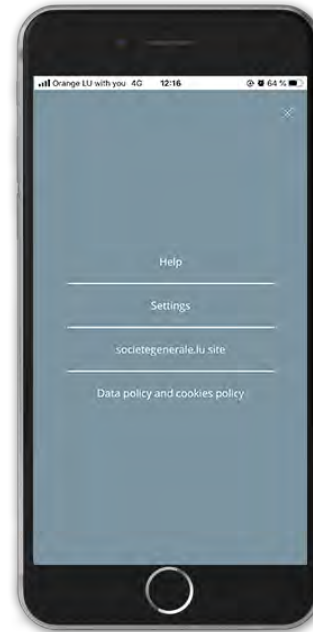 Orange LU with you 4G 12:16 64 %
Help
Settings
societegenerale.lu site
Data policy and cookies policy